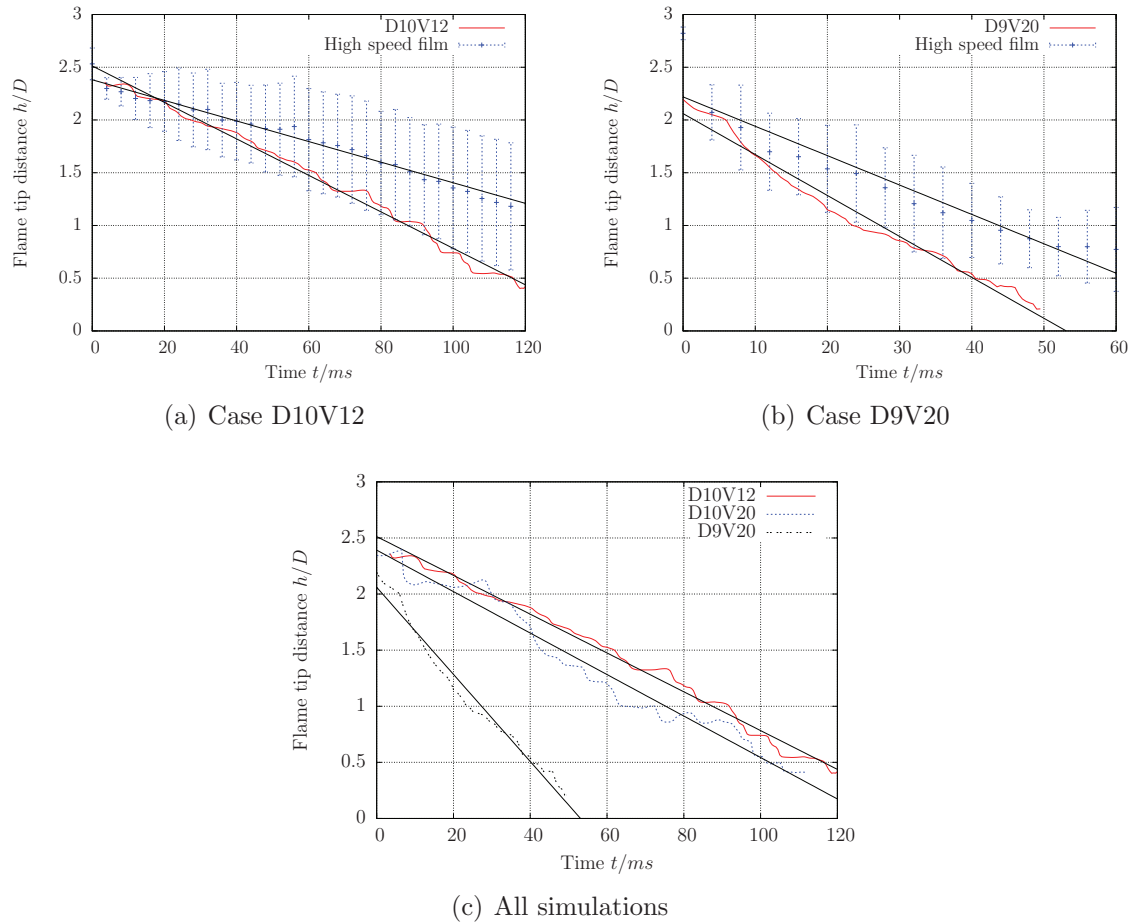 D10V12
High speed film
Flame tip distance h/D
3
2.5
2
1.5
1
0.5
0
0 20 40 60 80 100 120
Time t/ms
(a) Case D10V12
D9V20
High speed film
Flame tip distance h/D
3
2.5
2
1.5
1
0.5
0
0 10 20 30 40 50 60
Time t/ms
(b) Case D9V20
D10V12
D10V20
D9V20
Flame tip distance h/D
3
2.5
2
1.5
1
0.5
0
0 20 40 60 80 100 120
Time t/ms
(c) All simulations